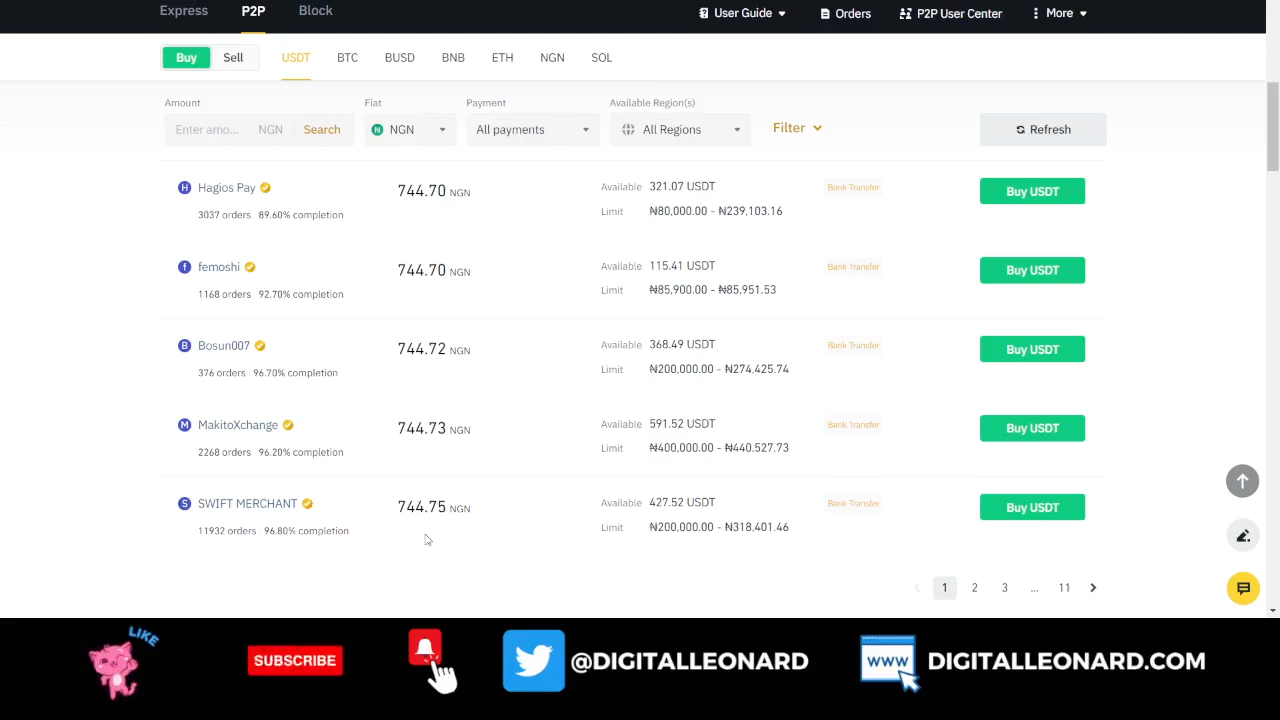 Express P2P Block User Guide Orders P2P User Center More
Buy Sell USDT BTC BUSD BNB ETH NGN SOL
Amount Fiat Payment Available Region(s)
Enter amo... NGN Search N NGN All payments All Regions Filter Refresh
H Hagios Pay 744.70 NGN Available 321.07 USDT Bank Transfer Buy USDT
3037 orders 89.60% completion Limit ₦80,000.00 - ₦239,103.16
f femoshi 744.70 NGN Available 115.41 USDT Bank Transfer Buy USDT
1168 orders 92.70% completion Limit ₦85,900.00 - ₦85,951.53
B Bosun007 744.72 NGN Available 368.49 USDT Bank Transfer Buy USDT
376 orders 96.70% completion Limit ₦200,000.00 - ₦274,425.74
M MakitoXchange 744.73 NGN Available 591.52 USDT Bank Transfer Buy USDT
2268 orders 96.20% completion Limit ₦400,000.00 - ₦440,527.73
S SWIFT MERCHANT 744.75 NGN Available 427.52 USDT Bank Transfer Buy USDT
11932 orders 96.80% completion Limit ₦200,000.00 - ₦318,401.46
1 2 3 ... 11
LIKE SUBSCRIBE @DIGITALLEONARD WWW DIGITALLEONARD.COM